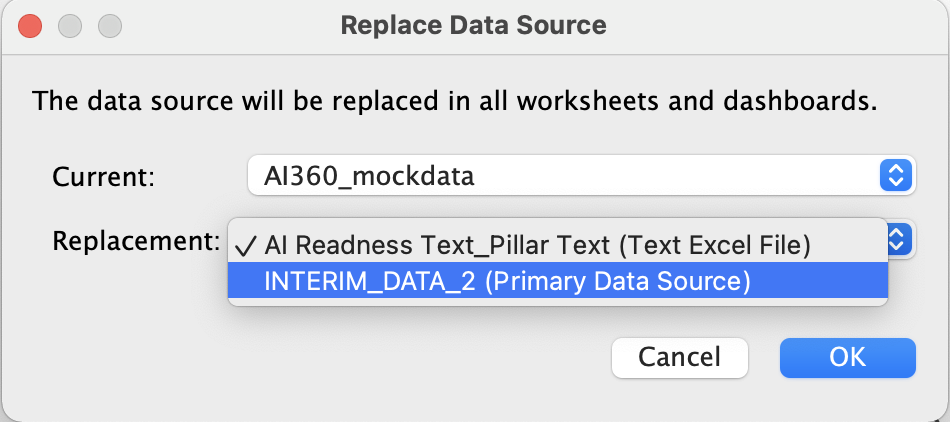 Replace Data Source
The data source will be replaced in all worksheets and dashboards.
Current:
AI360_mockdata
Replacement:
✓ AI Readiness Text_Pillar Text (Text Excel File)
INTERIM_DATA_2 (Primary Data Source)
Cancel
OK